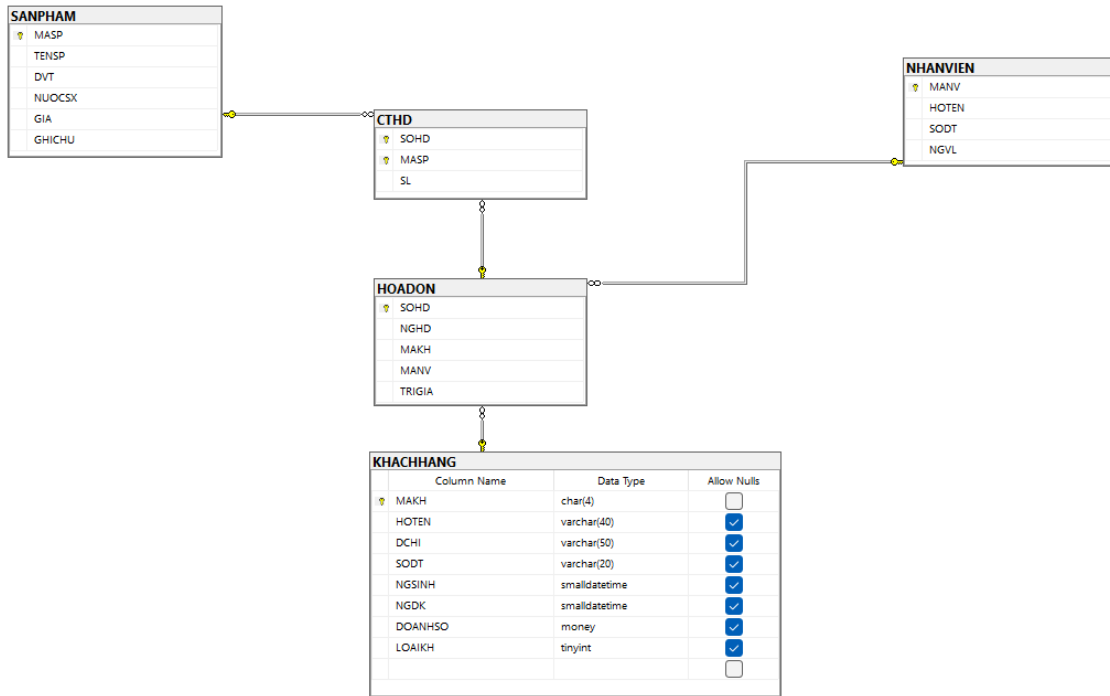 SANPHAM
MASP
TENSP
DVT
NUOCSX
GIA
GHICHU
CTHD
SOHD
MASP
SL
NHANVIEN
MANV
HOTEN
SODT
NGVL
HOADON
SOHD
NGHD
MAKH
MANV
TRIGIA
KHACHHANG
Column Name Data Type Allow Nulls
MAKH char(4)
HOTEN varchar(40)
DCHI varchar(50)
SODT varchar(20)
NGSINH smalldatetime
NGDK smalldatetime
DOANHSO money
LOAIKH tinyint